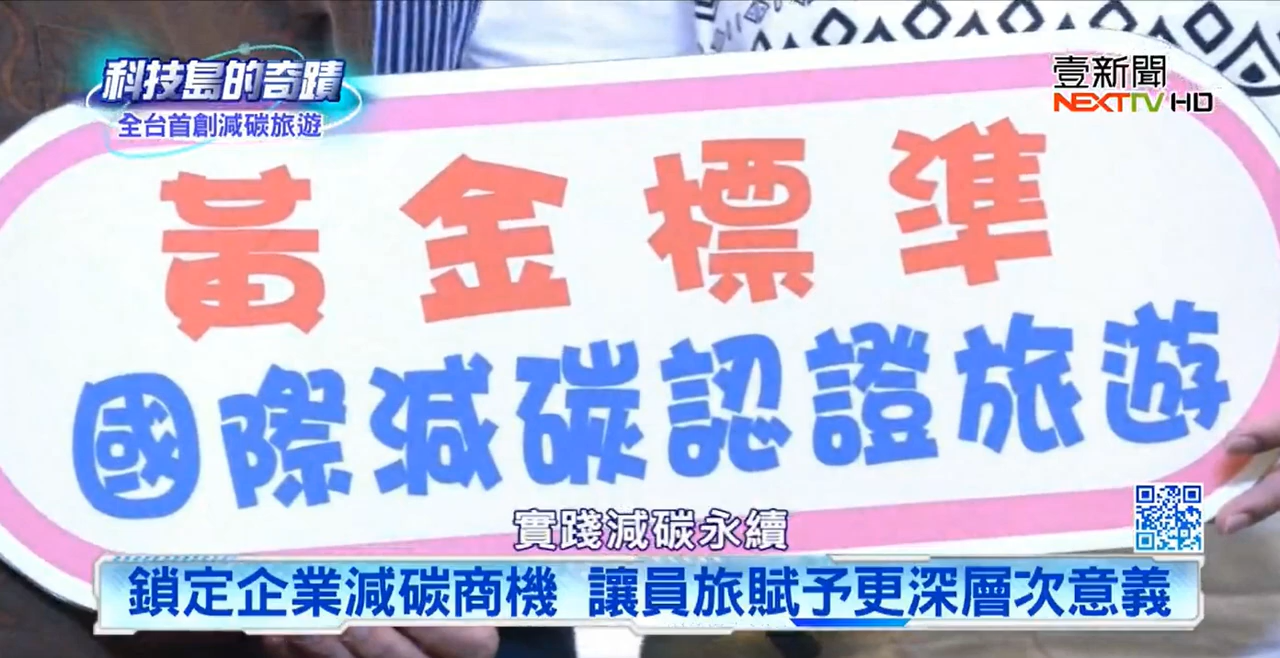 科技島的奇蹟
全台首創減碳旅遊
壹新聞
NEXTTV HD
黃金標準
國際減碳認證旅遊
實踐減碳永續
鎖定企業減碳商機 讓員旅賦予更深層次意義